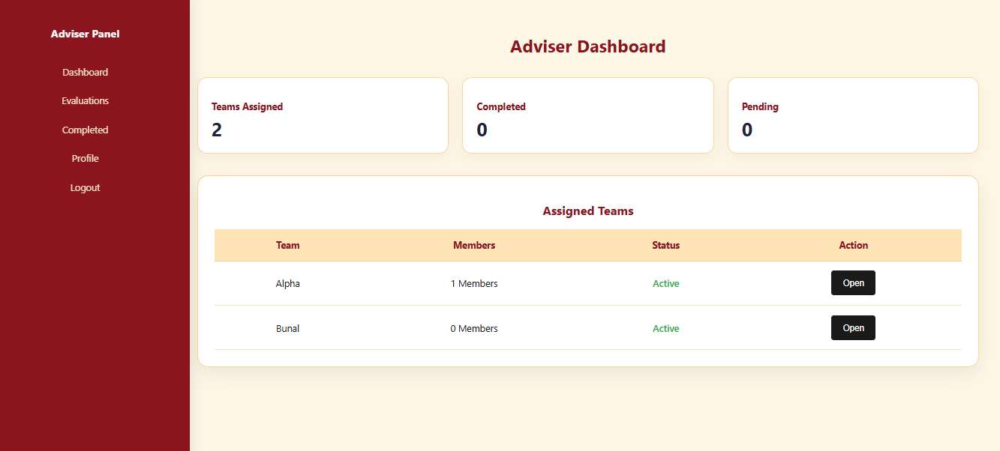 Adviser Panel
Dashboard
Evaluations
Completed
Profile
Logout
Adviser Dashboard
Teams Assigned
2
Completed
0
Pending
0
Assigned Teams
Team Members Status Action
Alpha 1 Members Active Open
Bunal 0 Members Active Open